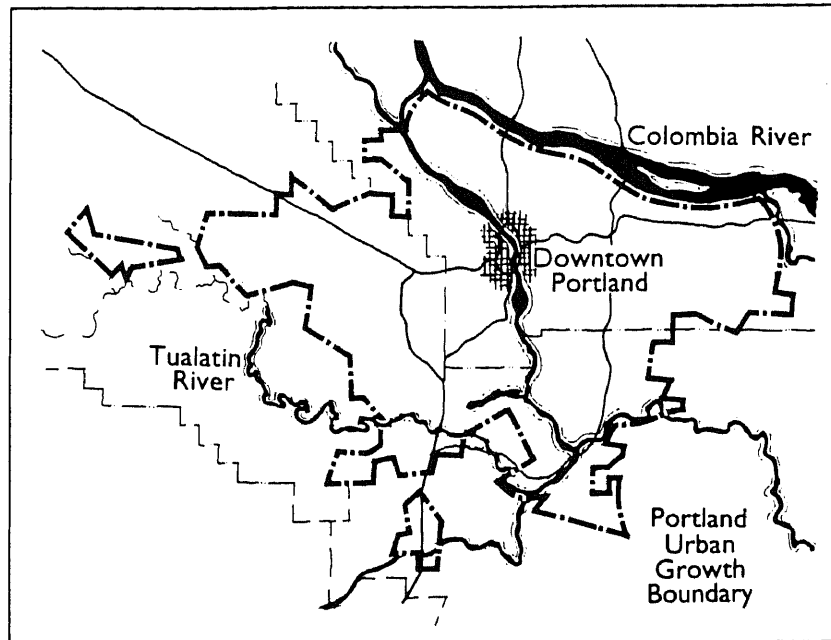 Colombia River
Downtown
Portland
Tualatin
River
Portland
Urban
Growth
Boundary